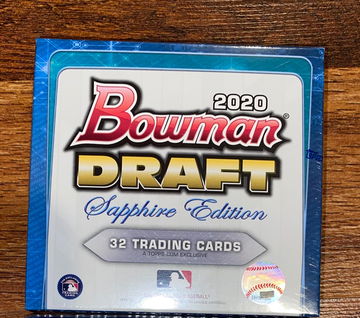 2020
Bowman®
DRAFT
Sapphire Edition
32 TRADING CARDS
A TOPPS.COM EXCLUSIVE